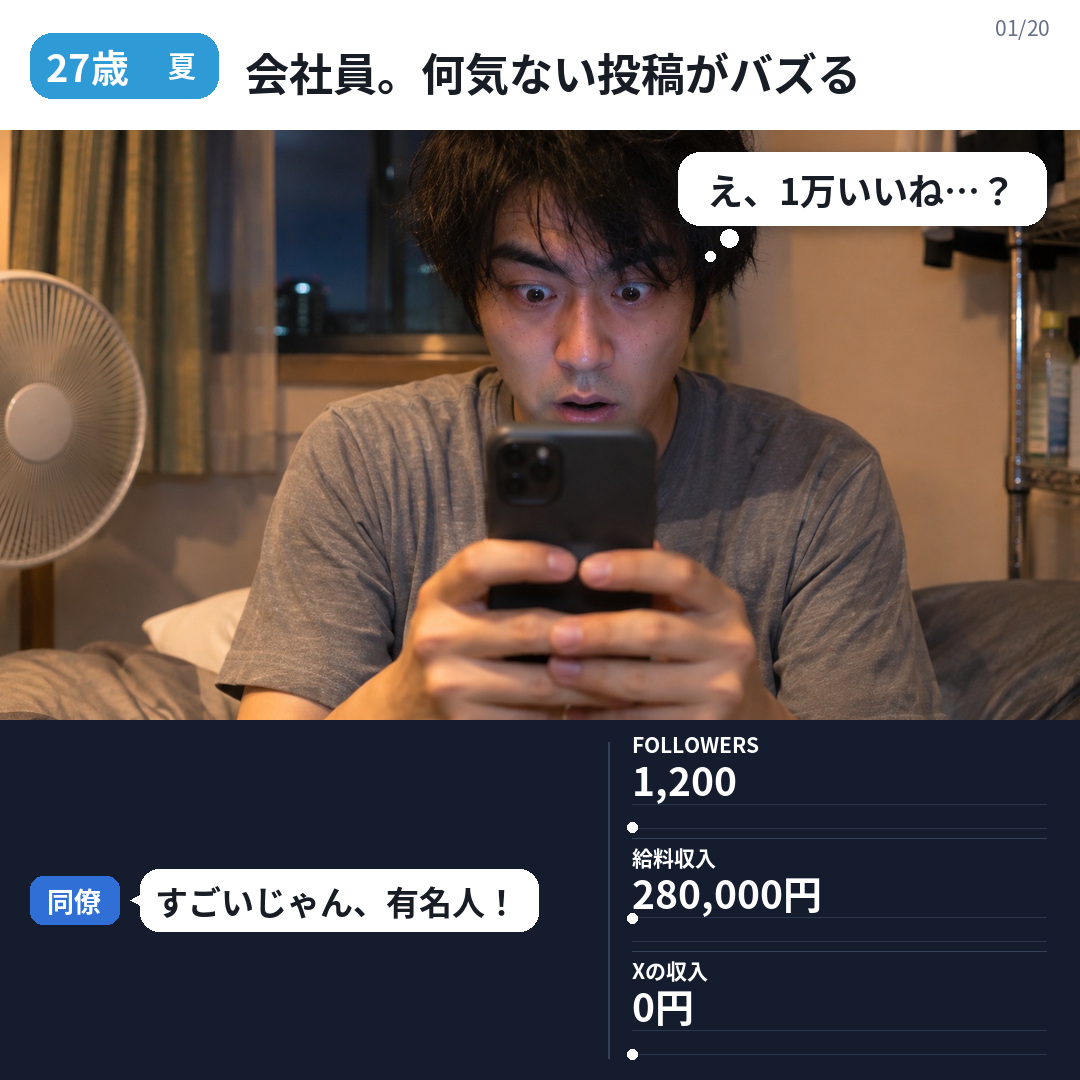 01/20
27歳 夏
会社員。何気ない投稿がバズる
え、1万いいね…？
同僚
すごいじゃん、有名人！
FOLLOWERS
1,200
給料収入
280,000円
Xの収入
0円